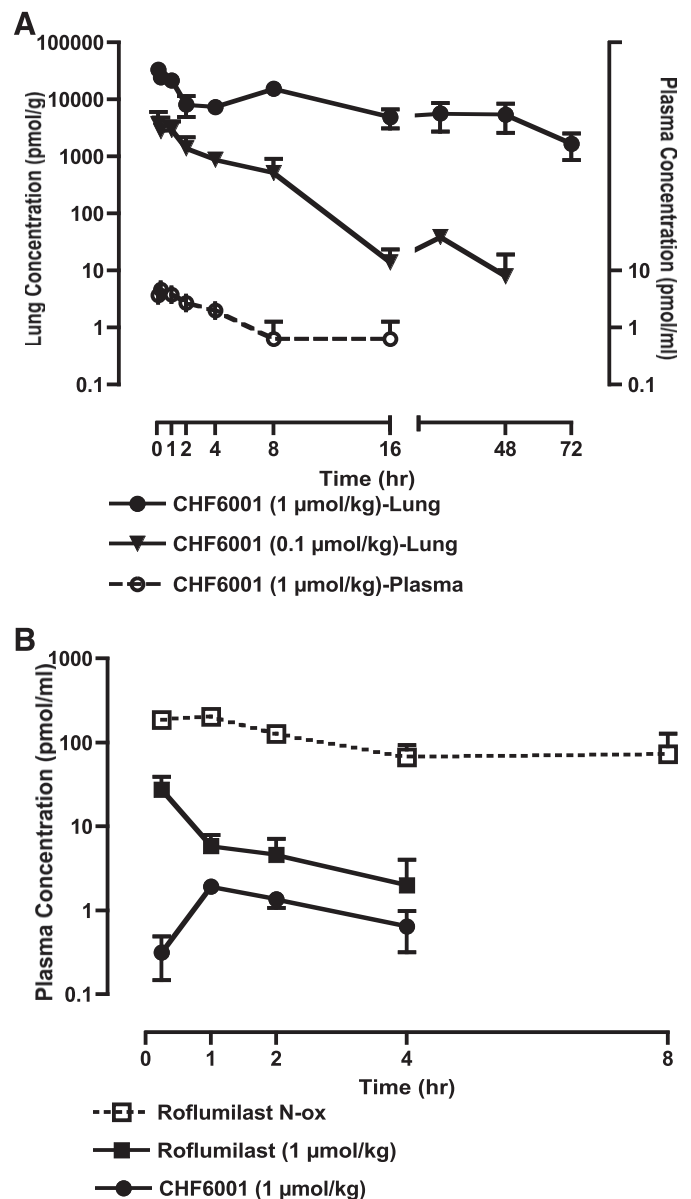 A
100000
10000
1000
100
10
1
0.1
Lung Concentration (pmol/g)
10
1
0.1
Plasma Concentration (pmol/ml)
0 1 2 4 8 16 48 72
Time (hr)
CHF6001 (1 µmol/kg)-Lung
CHF6001 (0.1 µmol/kg)-Lung
CHF6001 (1 µmol/kg)-Plasma
B
1000
100
10
1
0.1
Plasma Concentration (pmol/ml)
0 1 2 4 8
Time (hr)
Roflumilast N-ox
Roflumilast (1 µmol/kg)
CHF6001 (1 µmol/kg)